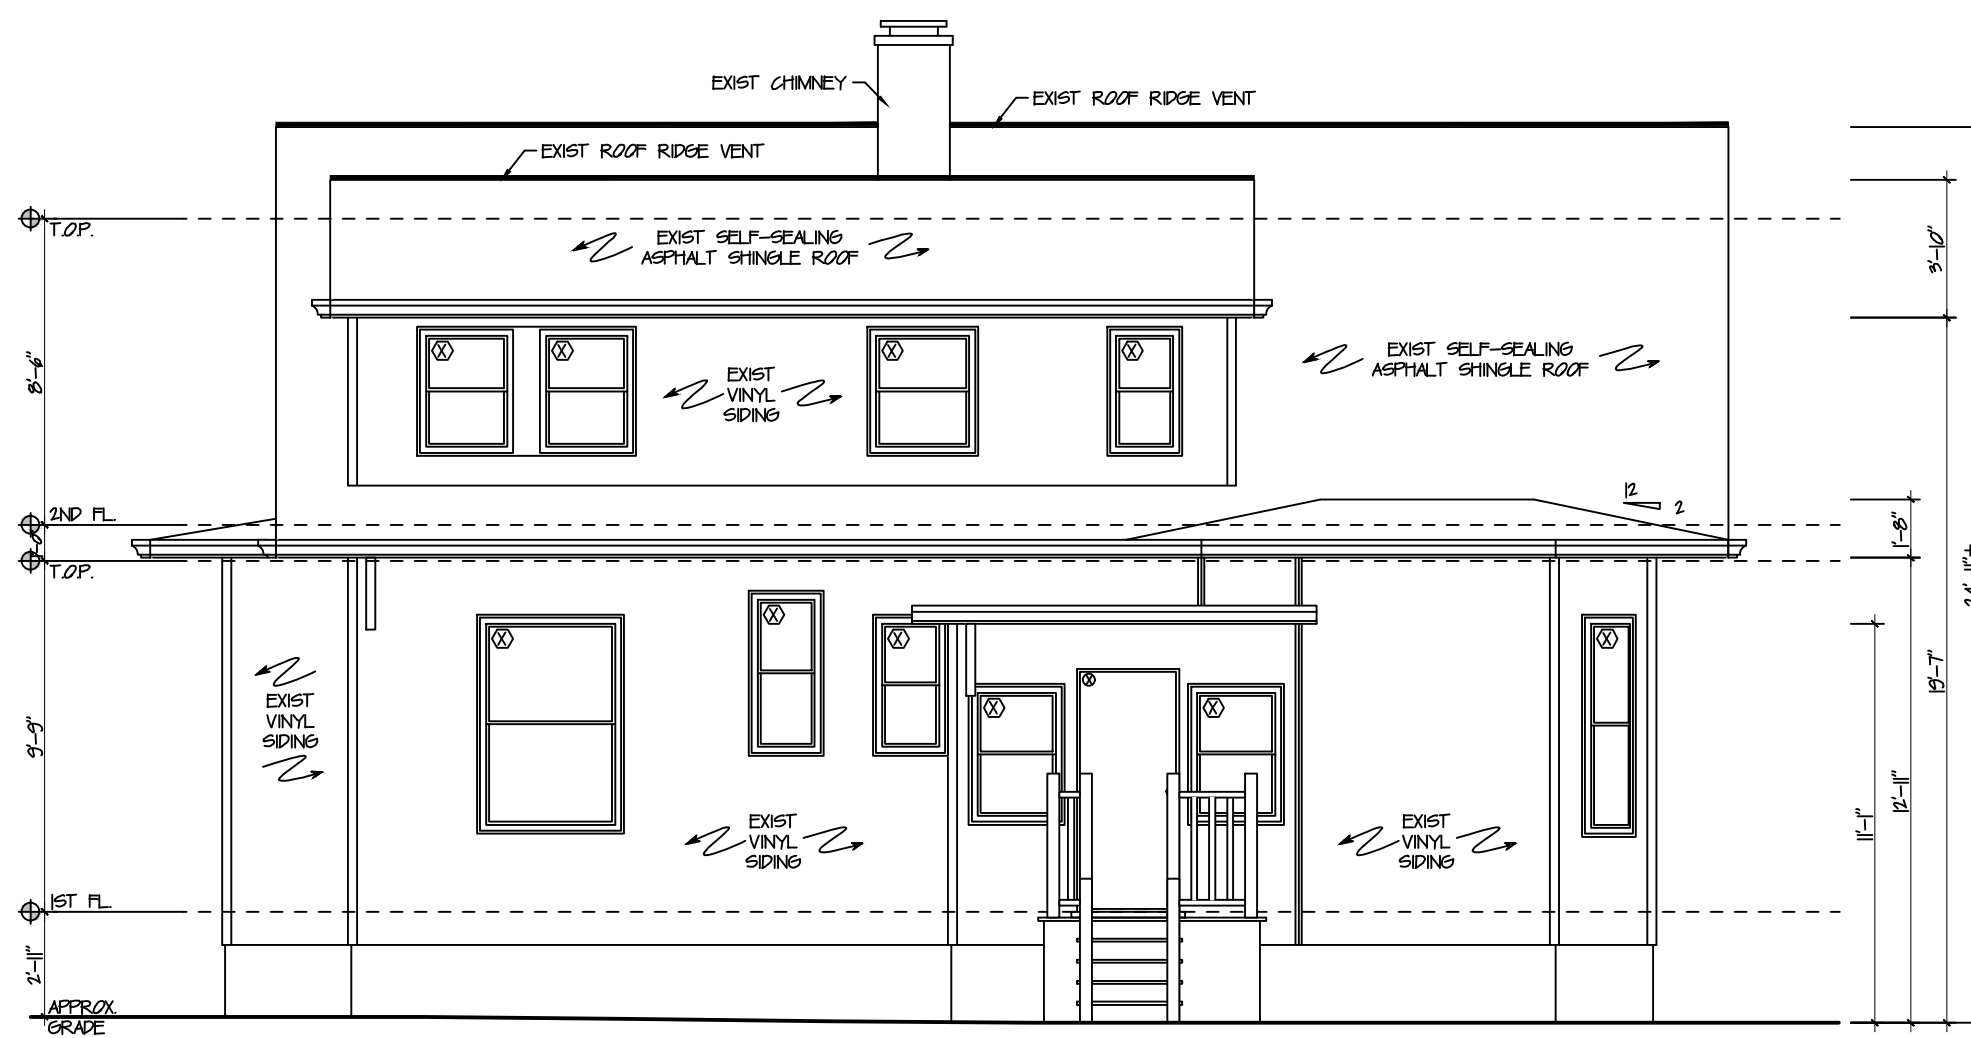 EXIST CHIMNEY
EXIST ROOF RIDGE VENT
EXIST ROOF RIDGE VENT
T.O.P.
EXIST SELF-SEALING
ASPHALT SHINGLE ROOF
3'-10"
8'-6"
X
X
X
X
EXIST
VINYL
SIDING
EXIST SELF-SEALING
ASPHALT SHINGLE ROOF
12
2
2ND FL.
1'-8"
T.O.P.
X
X
X
X
X
X
X
EXIST
VINYL
SIDING
9'-9"
19'-7"
12'-11"
11'-1"
EXIST
VINYL
SIDING
EXIST
VINYL
SIDING
1ST FL.
2'-11"
APPROX.
GRADE